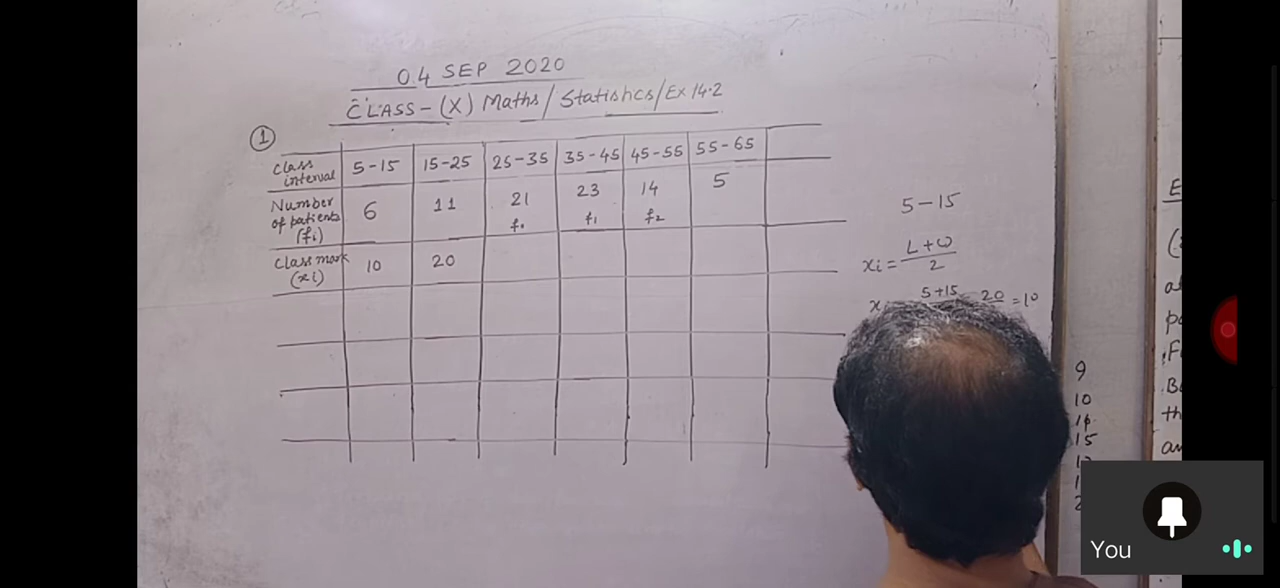 04 SEP 2020
CLASS-(X) Maths/Statistics/Ex 14.2
1
Class interval 5-15 15-25 25-35 35-45 45-55 55-65
Number of patients (fi) 6 11 21 23 14 5
f₀ f₁ f₂
Class mark (xi) 10 20
5-15
xi = L+U/2
5+15 20 = 10
9
10
15
You